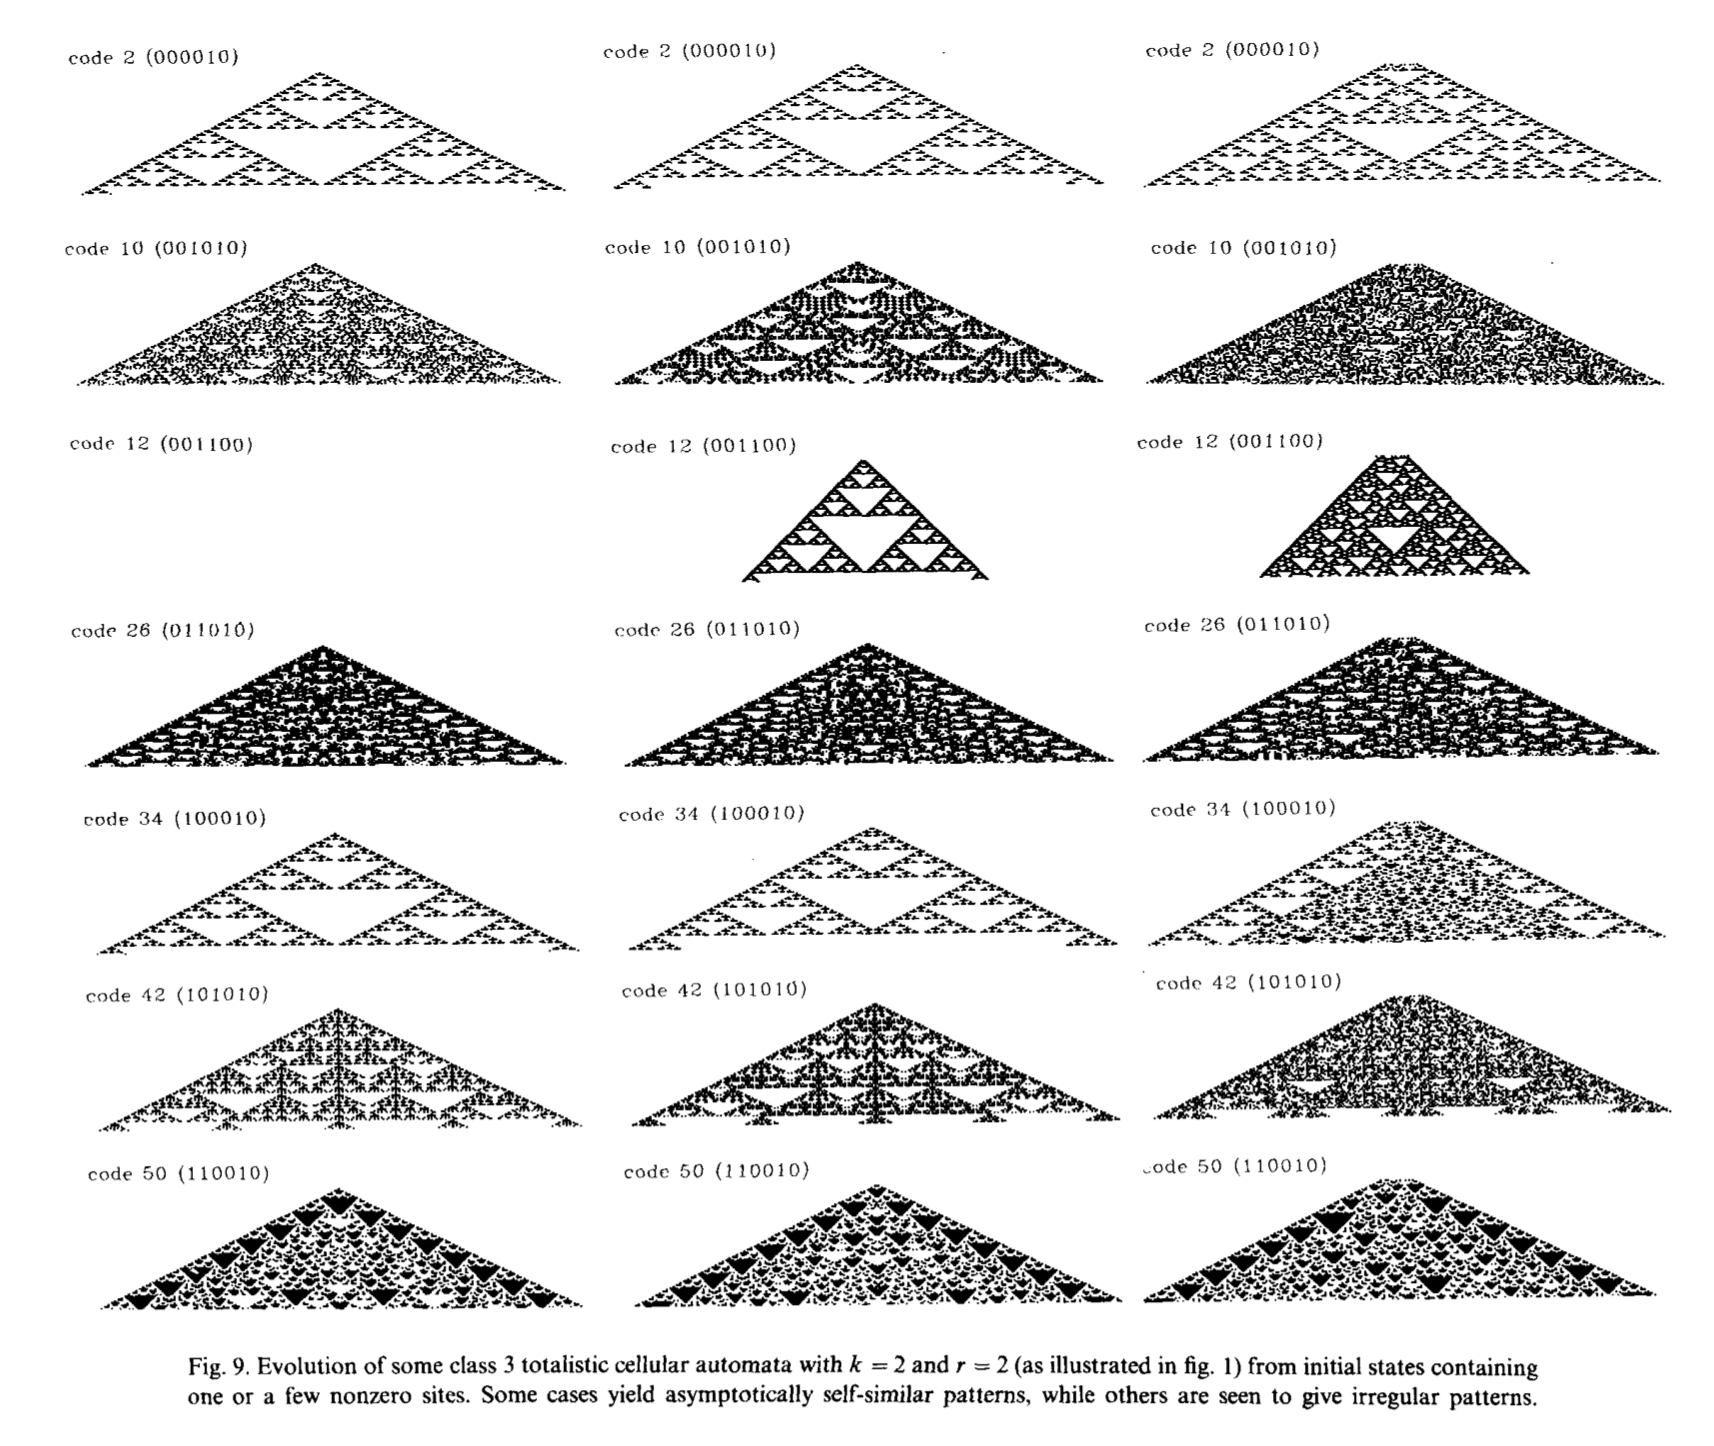 code 2 (000010) code 2 (000010) code 2 (000010)
code 10 (001010) code 10 (001010) code 10 (001010)
code 12 (001100) code 12 (001100) code 12 (001100)
code 26 (011010) code 26 (011010) code 26 (011010)
code 34 (100010) code 34 (100010) code 34 (100010)
code 42 (101010) code 42 (101010) code 42 (101010)
code 50 (110010) code 50 (110010) code 50 (110010)
Fig. 9. Evolution of some class 3 totalistic cellular automata with k = 2 and r = 2 (as illustrated in fig. 1) from initial states containing
one or a few nonzero sites. Some cases yield asymptotically self-similar patterns, while others are seen to give irregular patterns.